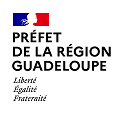 PRÉFET
DE LA RÉGION
GUADELOUPE
Liberté
Égalité
Fraternité